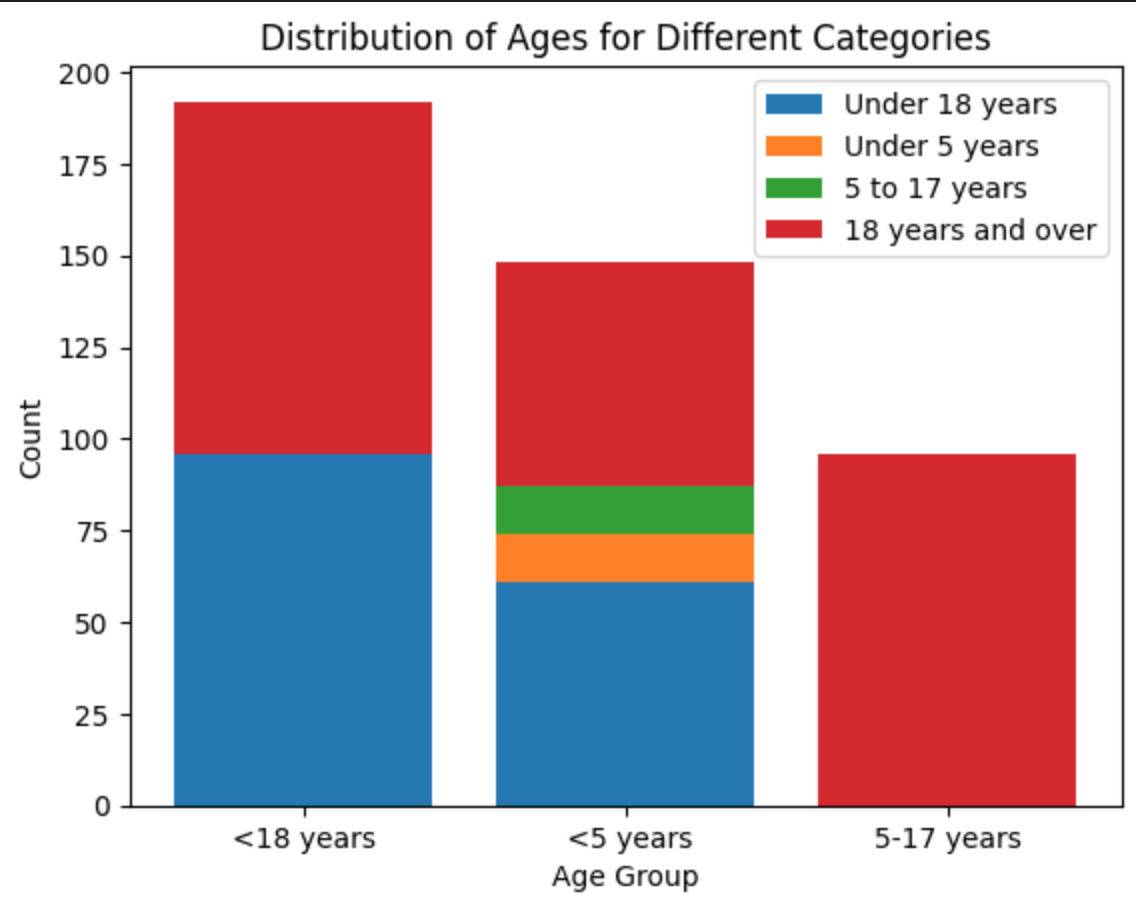 Distribution of Ages for Different Categories
200
175
150
125
100
75
50
25
0
Count
Under 18 years
Under 5 years
5 to 17 years
18 years and over
<18 years
<5 years
5-17 years
Age Group